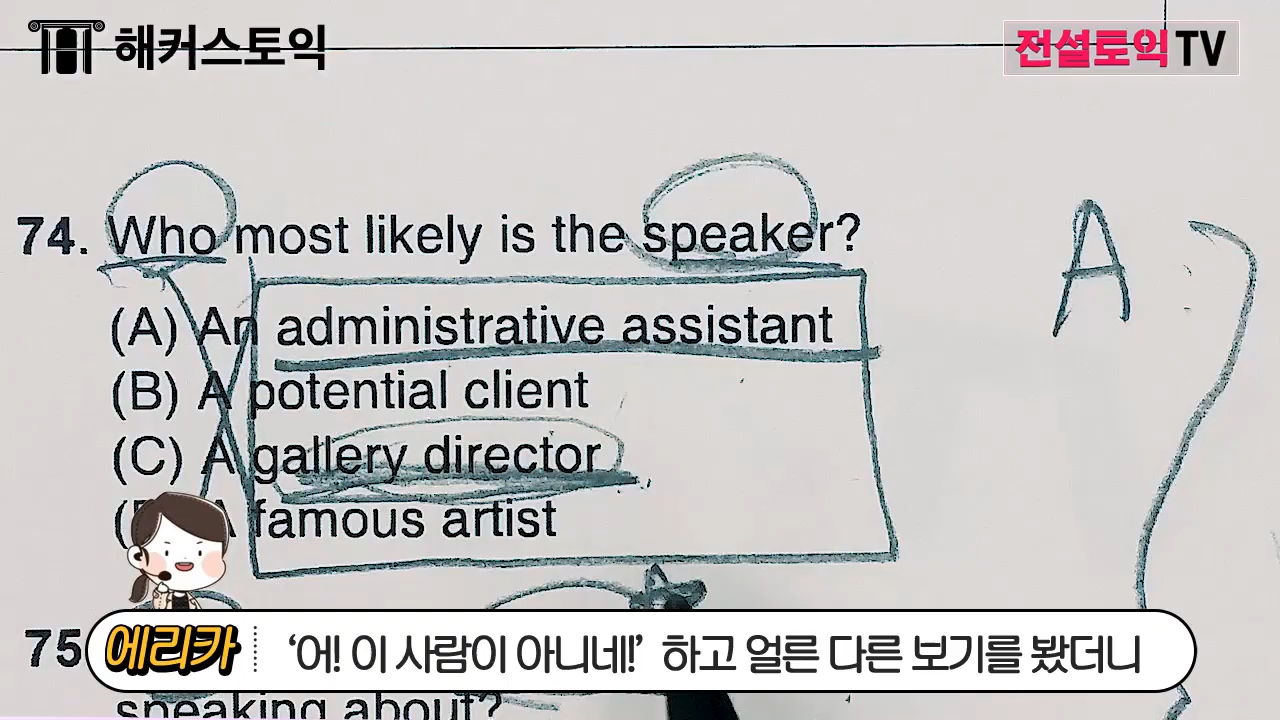 해커스토익
전설토익TV
74. Who most likely is the speaker?
A
(A) An administrative assistant
(B) A potential client
(C) A gallery director
A famous artist
75
에리카 '어! 이 사람이 아니네!' 하고 얼른 다른 보기를 봤더니
speaking about?